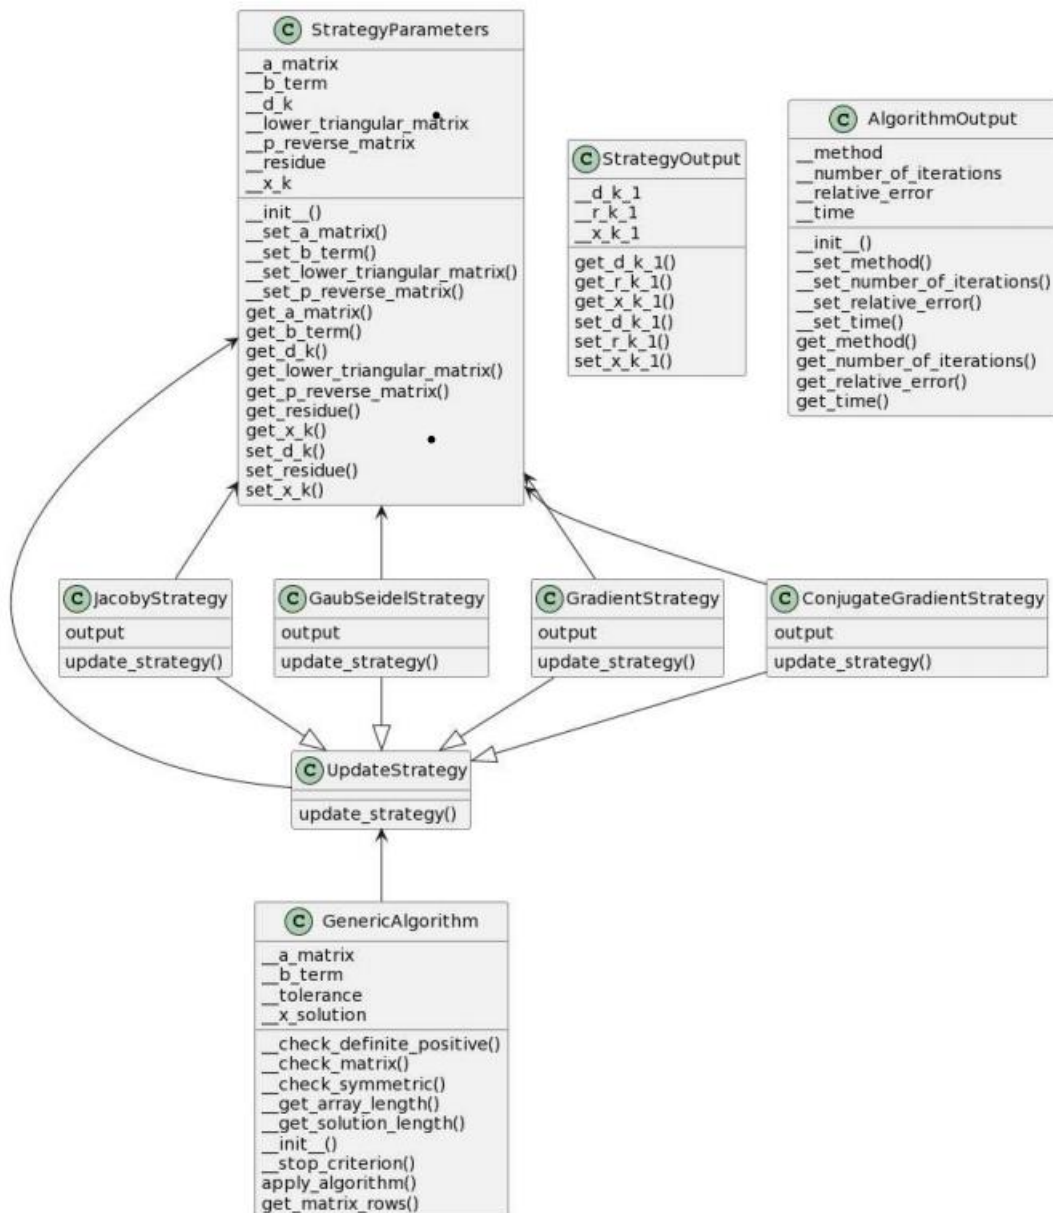 C StrategyParameters
__a_matrix
__b_term
__d_k
__lower_triangular_matrix
__p_reverse_matrix
__residue
__x_k
__init__()
__set_a_matrix()
__set_b_term()
__set_lower_triangular_matrix()
__set_p_reverse_matrix()
get_a_matrix()
get_b_term()
get_d_k()
get_lower_triangular_matrix()
get_p_reverse_matrix()
get_residue()
get_x_k()
set_d_k()
set_residue()
set_x_k()
C StrategyOutput
__d_k_1
__r_k_1
__x_k_1
get_d_k_1()
get_r_k_1()
get_x_k_1()
set_d_k_1()
set_r_k_1()
set_x_k_1()
C AlgorithmOutput
__method
__number_of_iterations
__relative_error
__time
__init__()
__set_method()
__set_number_of_iterations()
__set_relative_error()
__set_time()
get_method()
get_number_of_iterations()
get_relative_error()
get_time()
C JacobyStrategy
output
update_strategy()
C GaubSeidelStrategy
output
update_strategy()
C GradientStrategy
output
update_strategy()
C ConjugateGradientStrategy
output
update_strategy()
C UpdateStrategy
update_strategy()
C GenericAlgorithm
__a_matrix
__b_term
__tolerance
__x_solution
__check_definite_positive()
__check_matrix()
__check_symmetric()
__get_array_length()
__get_solution_length()
__init__()
__stop_criterion()
apply_algorithm()
get_matrix_rows()